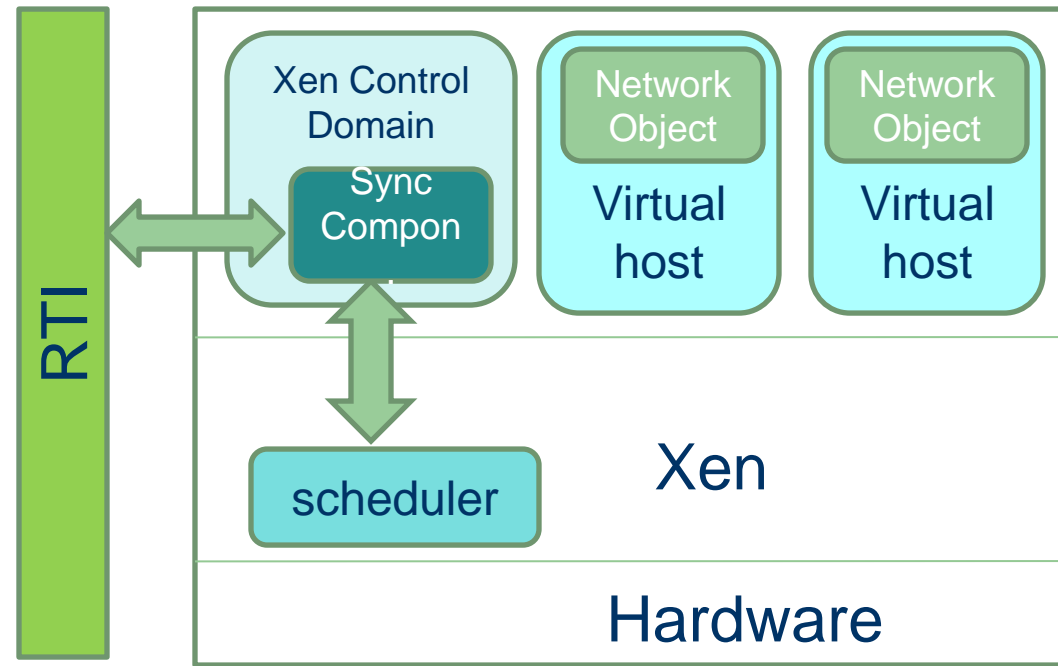 RTI
Xen Control
Domain
Sync
Compon
Network
Object
Virtual
host
Network
Object
Virtual
host
scheduler
Xen
Hardware